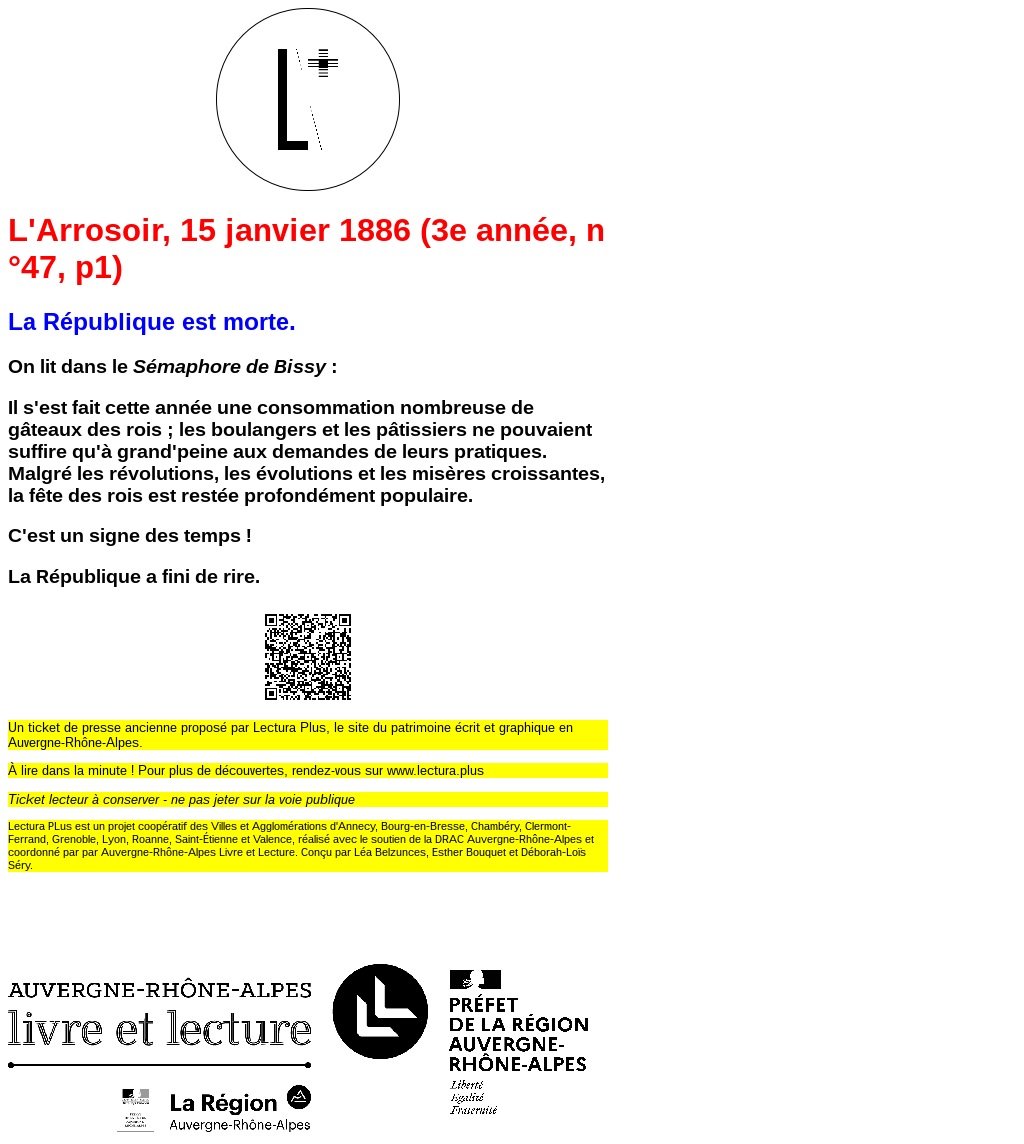 L+
L'Arrosoir, 15 janvier 1886 (3e année, n
°47, p1)
La République est morte.
On lit dans le Sémaphore de Bissy :
Il s'est fait cette année une consommation nombreuse de
gâteaux des rois ; les boulangers et les pâtissiers ne pouvaient
suffire qu'à grand'peine aux demandes de leurs pratiques.
Malgré les révolutions, les évolutions et les misères croissantes,
la fête des rois est restée profondément populaire.
C'est un signe des temps !
La République a fini de rire.
Un ticket de presse ancienne proposé par Lectura Plus, le site du patrimoine écrit et graphique en
Auvergne-Rhône-Alpes.
À lire dans la minute ! Pour plus de découvertes, rendez-vous sur www.lectura.plus
Ticket lecteur à conserver - ne pas jeter sur la voie publique
Lectura PLus est un projet coopératif des Villes et Agglomérations d'Annecy, Bourg-en-Bresse, Chambéry, Clermont-
Ferrand, Grenoble, Lyon, Roanne, Saint-Étienne et Valence, réalisé avec le soutien de la DRAC Auvergne-Rhône-Alpes et
coordonné par par Auvergne-Rhône-Alpes Livre et Lecture. Conçu par Léa Belzunces, Esther Bouquet et Déborah-Loïs
Séry.
AUVERGNE-RHÔNE-ALPES
livre et lecture
PRÉFET
DE LA RÉGION
AUVERGNE-
RHÔNE-ALPES
Liberté
Égalité
Fraternité
La Région
Auvergne-Rhône-Alpes